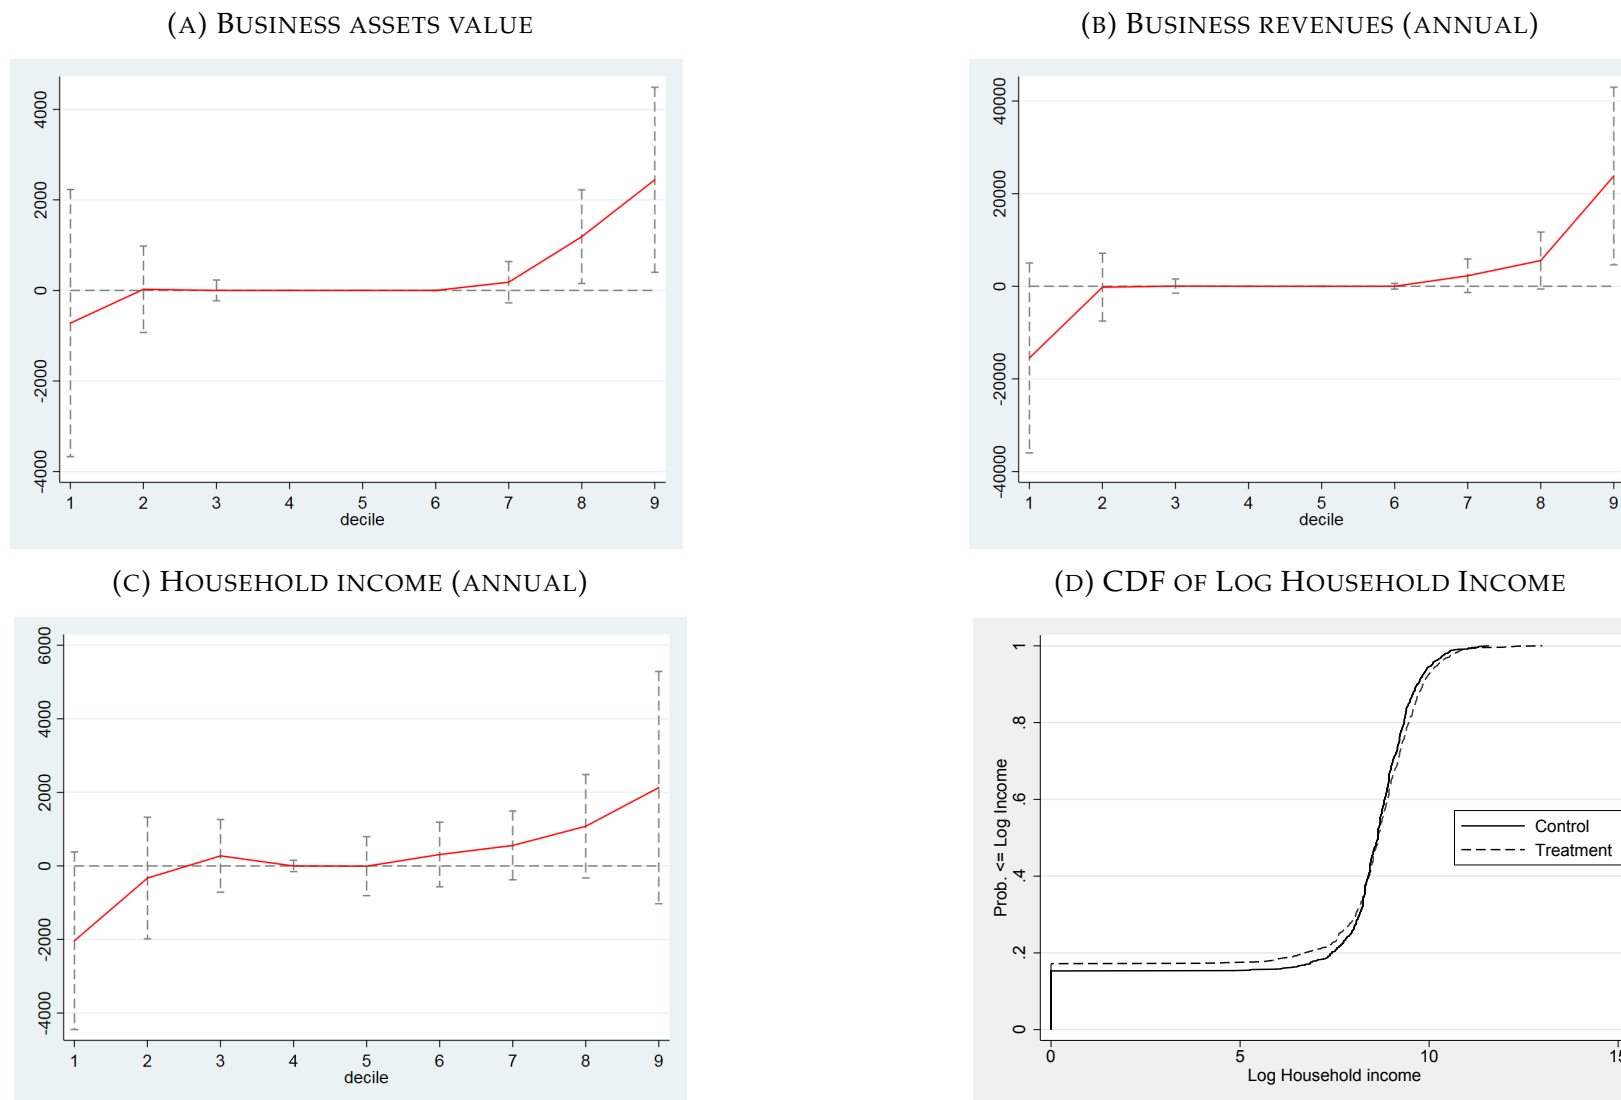 (A) BUSINESS ASSETS VALUE
4000
2000
0
-2000
-4000
1 2 3 4 5 6 7 8 9
decile
(B) BUSINESS REVENUES (ANNUAL)
40000
20000
0
-20000
-40000
1 2 3 4 5 6 7 8 9
decile
(C) HOUSEHOLD INCOME (ANNUAL)
6000
4000
2000
0
-2000
-4000
1 2 3 4 5 6 7 8 9
decile
(D) CDF OF LOG HOUSEHOLD INCOME
Prob. <= Log Income
1
.8
.6
.4
.2
0
Control
Treatment
0 5 10 15
Log Household income